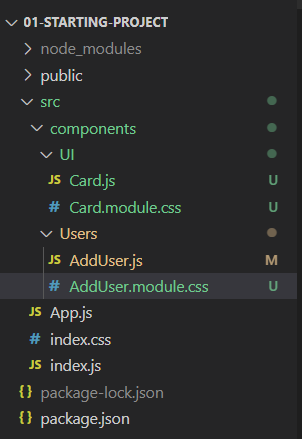 01-STARTING-PROJECT
node_modules
public
src
components
UI
JS Card.js U
# Card.module.css U
Users
JS AddUser.js M
# AddUser.module.css U
JS App.js
# index.css
JS index.js
{} package-lock.json
{} package.json